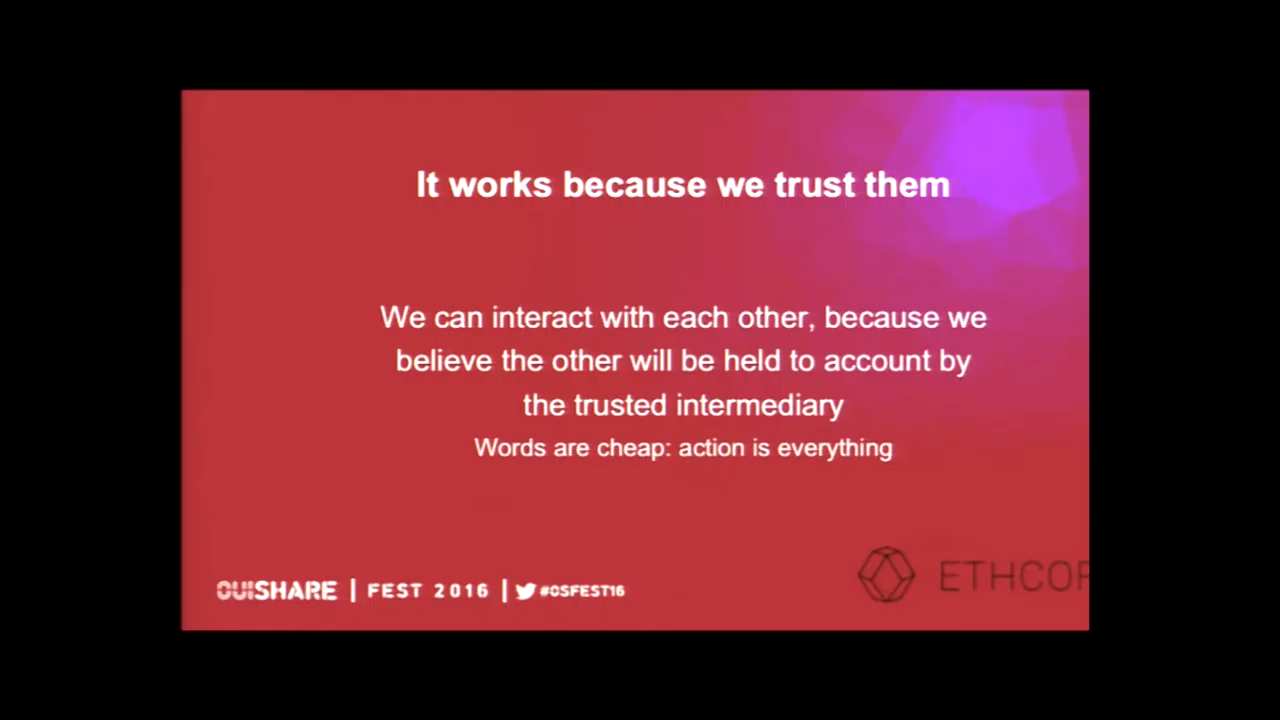 It works because we trust them
We can interact with each other, because we
believe the other will be held to account by
the trusted intermediary
Words are cheap: action is everything
OUISHARE | FEST 2016 | #OSFEST16
ETHCOR